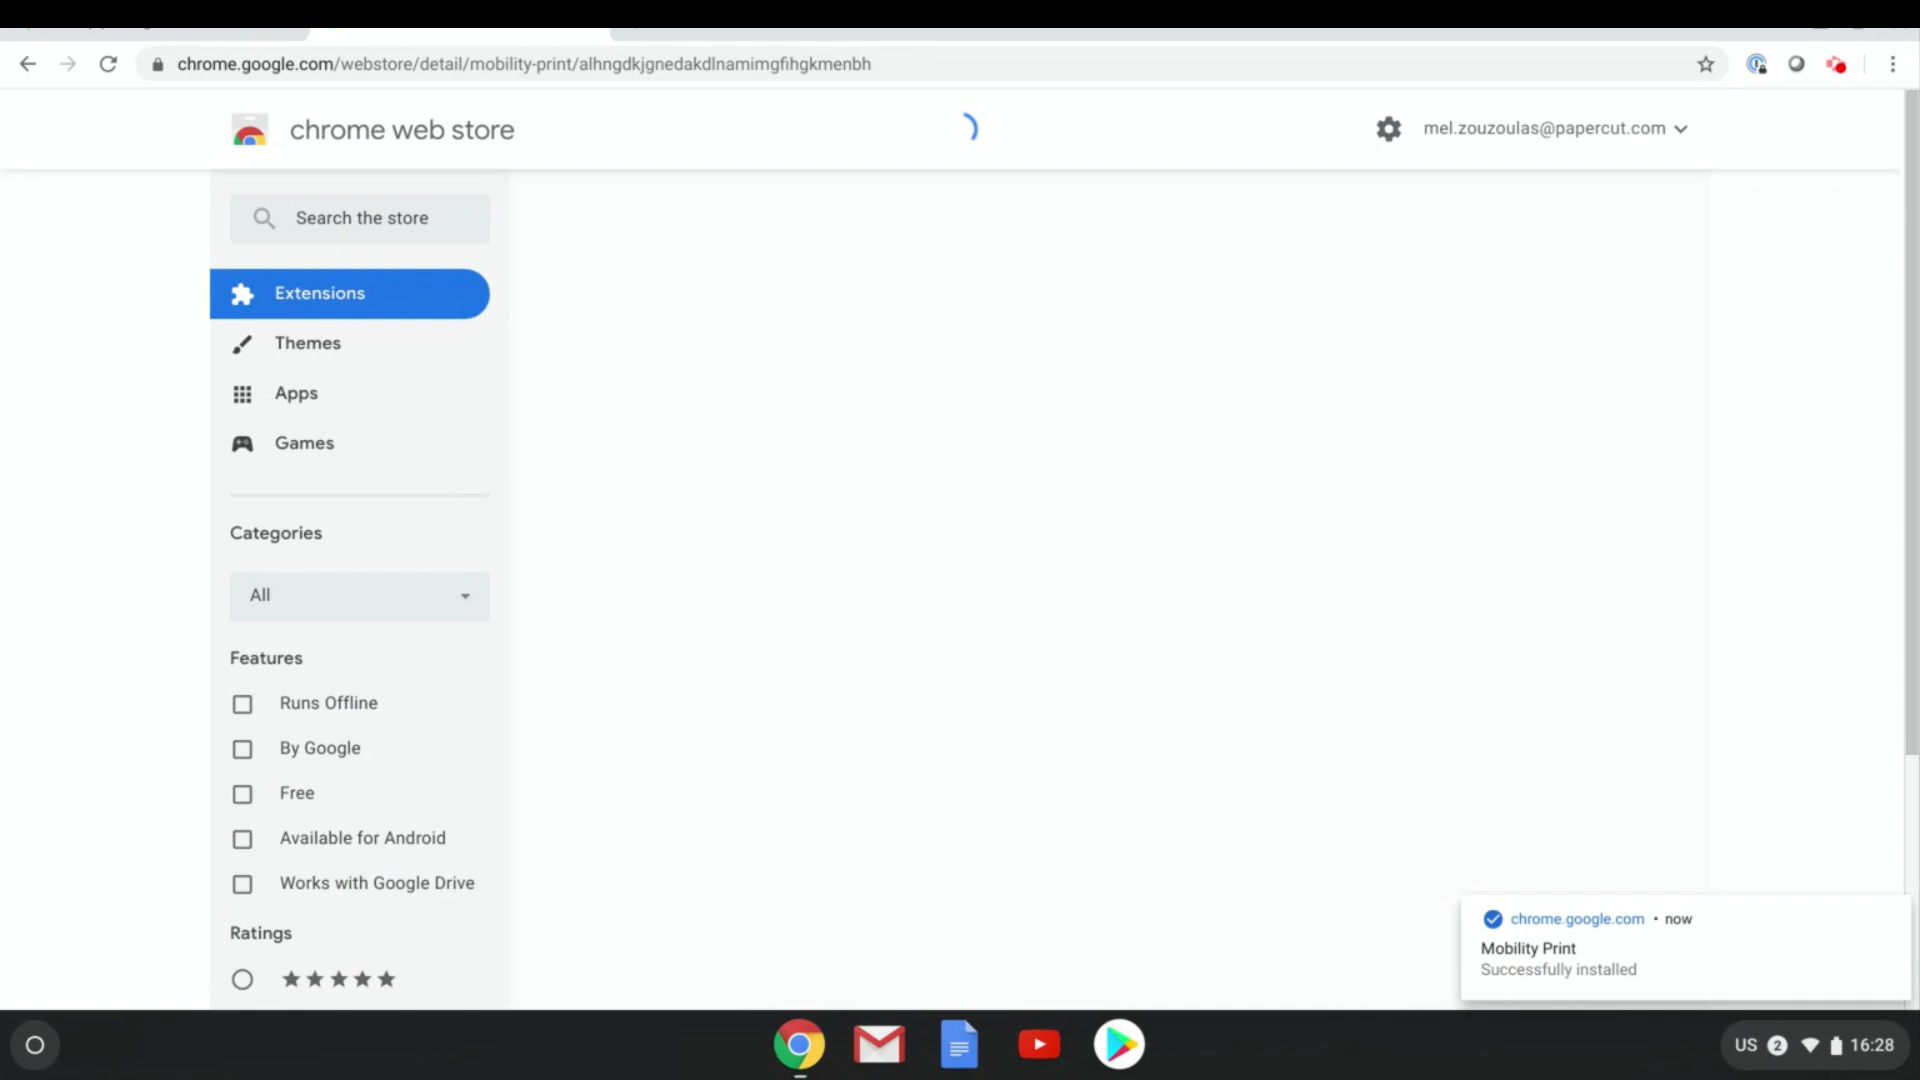 chrome.google.com/webstore/detail/mobility-print/alhngdkjgnedakdlnamimgfihgkmenbh
chrome web store
mel.zouzoulas@papercut.com
Search the store
Extensions
Themes
Apps
Games
Categories
All
Features
Runs Offline
By Google
Free
Available for Android
Works with Google Drive
Ratings
chrome.google.com • now
Mobility Print
Successfully installed
US 2 16:28